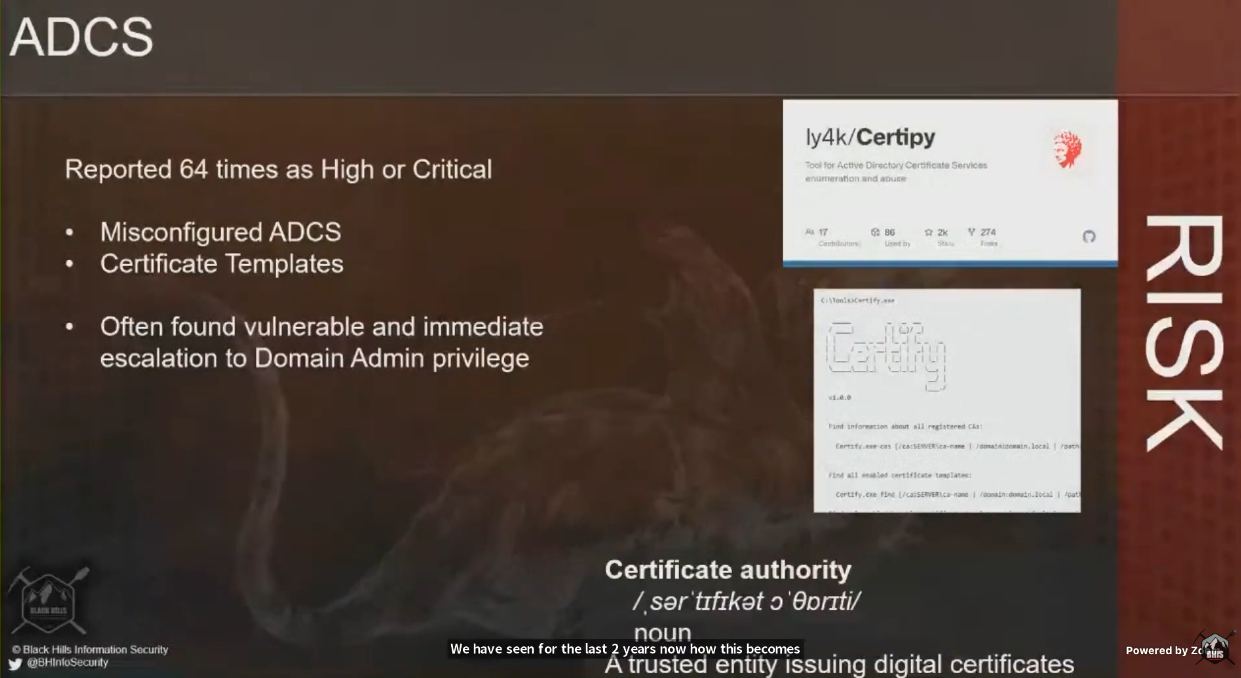 ADCS
Reported 64 times as High or Critical
• Misconfigured ADCS
• Certificate Templates
• Often found vulnerable and immediate
escalation to Domain Admin privilege
ly4k/Certipy
Tool for Active Directory Certificate Services
enumeration and abuse
17
Contributors
86
Used by
2k
Stars
274
Forks
C:\Tools>Certify.exe
Certify
v1.0.0
Find information about all registered CAs:
Certify.exe cas [/ca:SERVER\ca-name | /domain:domain.local | /path
Find all enabled certificate templates:
Certify.exe find [/ca:SERVER\ca-name | /domain:domain.local | /path
RISK
Certificate authority
/ˌsərˈtɪfɪkət ɔˈθɒrɪti/
noun
A trusted entity issuing digital certificates
We have seen for the last 2 years now how this becomes
BLACK HILLS
© Black Hills Information Security
@BHInfoSecurity
Powered by Zo
BHIS